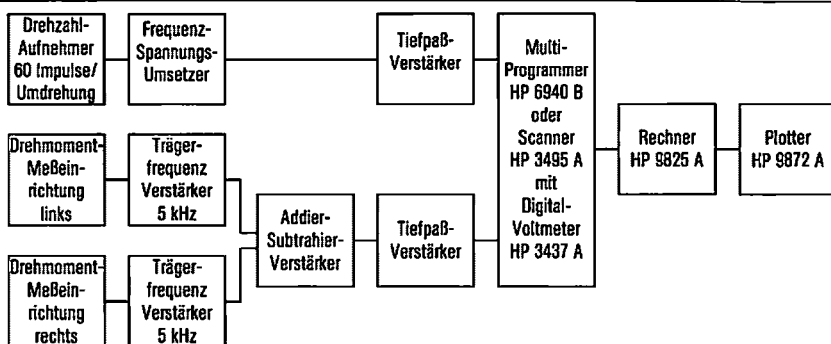 Drehzahl-
Aufnehmer
60 Impulse/
Umdrehung
Frequenz-
Spannungs-
Umsetzer
Tiefpaß-
Verstärker
Multi-
Programmer
HP 6940 B
oder
Scanner
HP 3495 A
mit
Digital-
Voltmeter
HP 3437 A
Rechner
HP 9825 A
Plotter
HP 9872 A
Drehmoment-
Meßein-
richtung
links
Träger-
frequenz
Verstärker
5 kHz
Addier-
Subtrahier-
Verstärker
Tiefpaß-
Verstärker
Drehmoment-
Meßein-
richtung
rechts
Träger-
frequenz
Verstärker
5 kHz